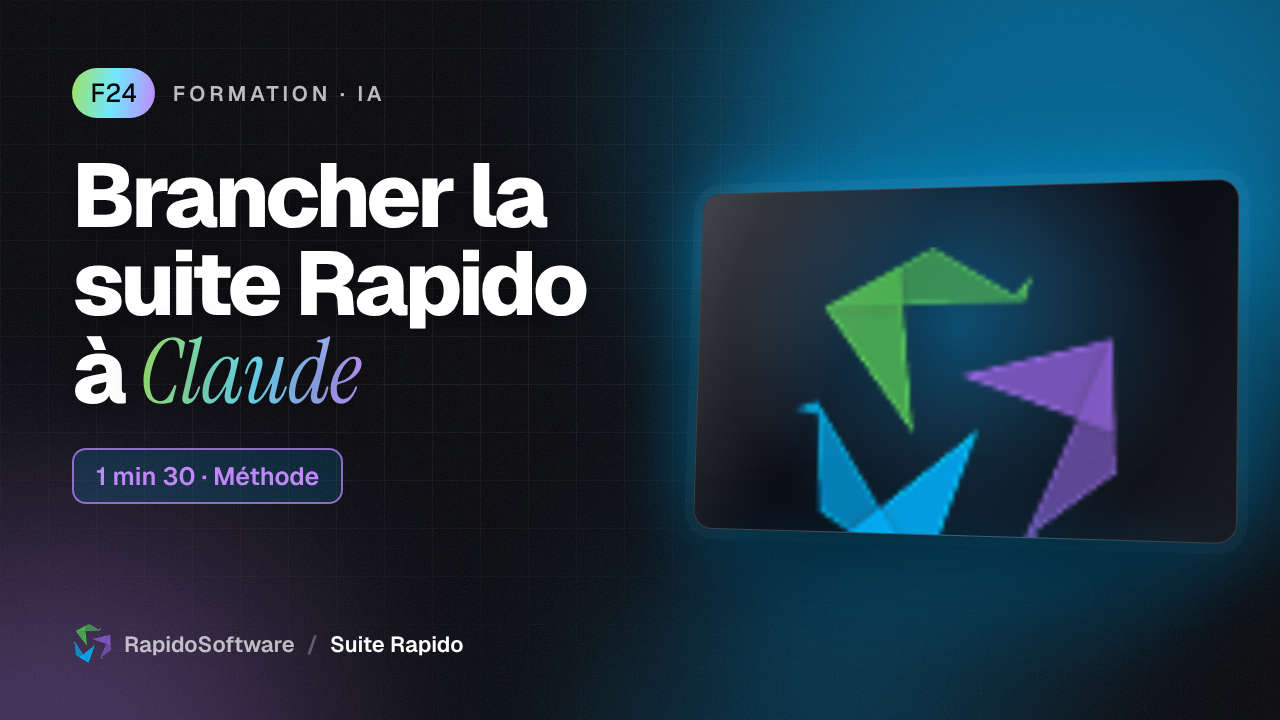 F24 FORMATION · IA
Brancher la
suite Rapido
à Claude
1 min 30 · Méthode
RapidoSoftware / Suite Rapido